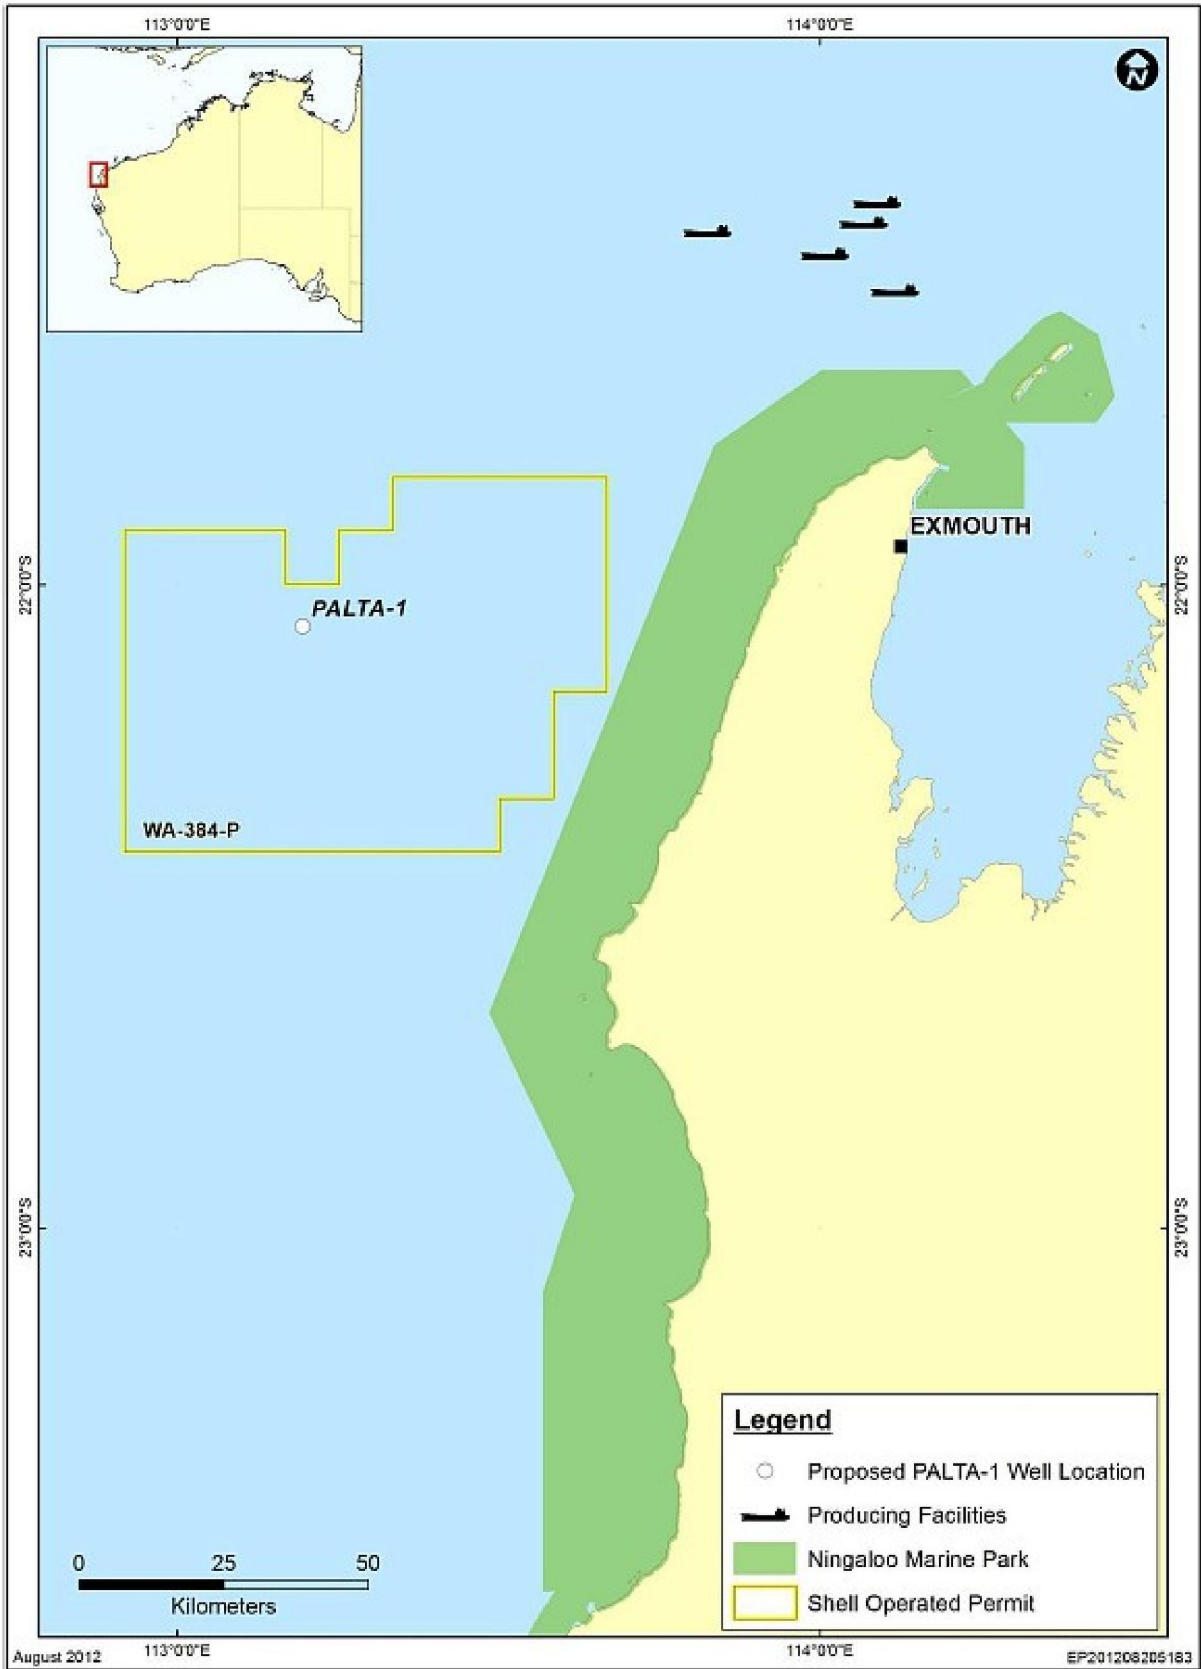 113°0'0"E
114°0'0"E
N
EXMOUTH
22°0'0"S
22°0'0"S
PALTA-1
WA-384-P
23°0'0"S
23°0'0"S
Legend
Proposed PALTA-1 Well Location
Producing Facilities
Ningaloo Marine Park
Shell Operated Permit
0 25 50
Kilometers
113°0'0"E
114°0'0"E
August 2012
EP201208205183